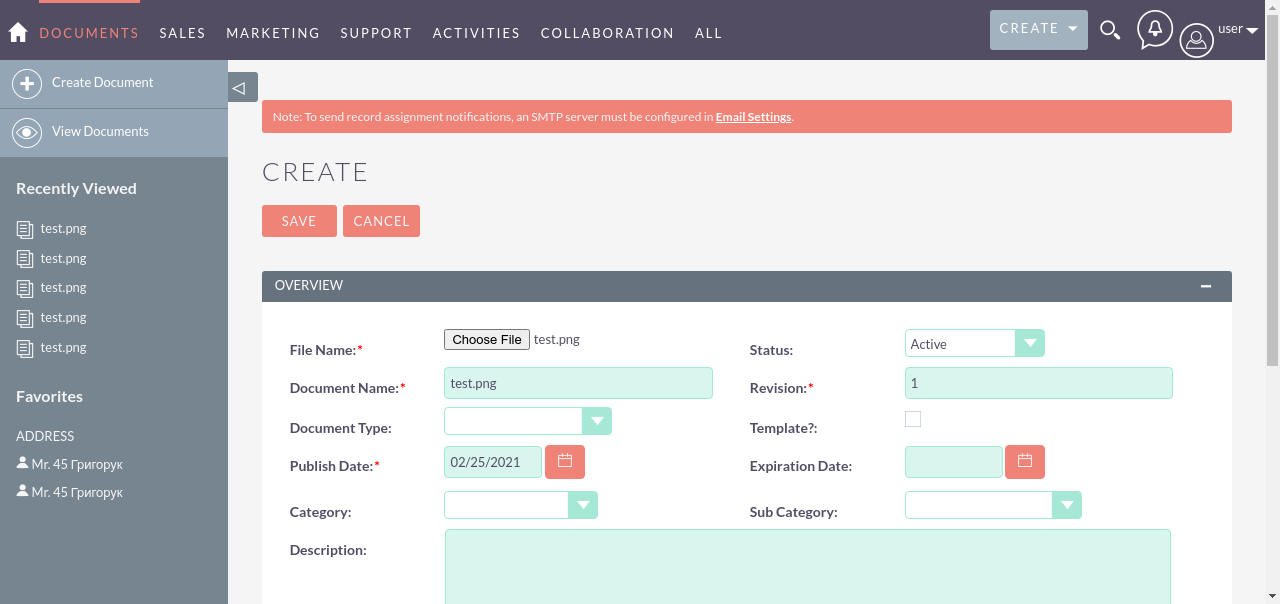 DOCUMENTS SALES MARKETING SUPPORT ACTIVITIES COLLABORATION ALL CREATE user
Create Document
View Documents
Recently Viewed
test.png
test.png
test.png
test.png
test.png
Favorites
ADDRESS
Mr. 45 Григорук
Mr. 45 Григорук
Note: To send record assignment notifications, an SMTP server must be configured in Email Settings.
CREATE
SAVE CANCEL
OVERVIEW
File Name:* Choose File test.png Status: Active
Document Name:* test.png Revision:* 1
Document Type: Template?:
Publish Date:* 02/25/2021 Expiration Date:
Category: Sub Category:
Description: